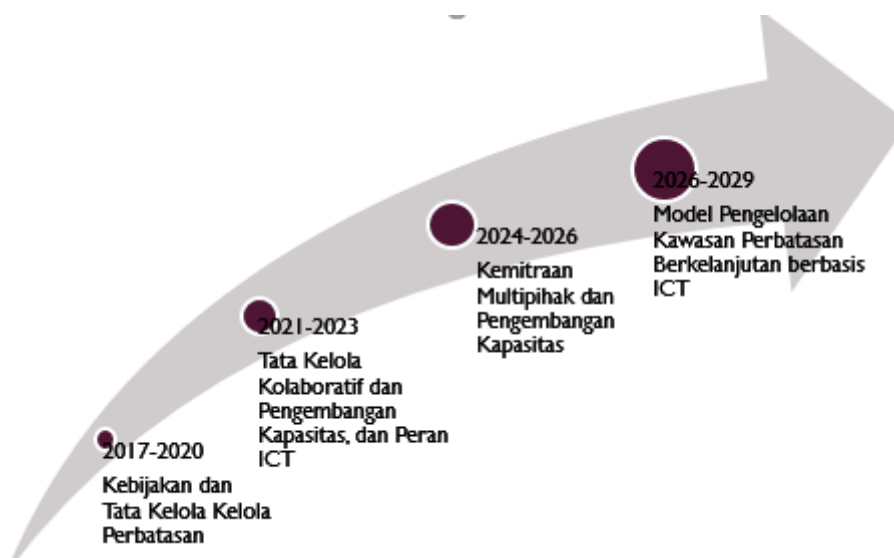 2017-2020
Kebijakan dan
Tata Kelola Kelola
Perbatasan
2021-2023
Tata Kelola
Kolaboratif dan
Pengembangan
Kapasitas, dan Peran
ICT
2024-2026
Kemitraan
Multipihak dan
Pengembangan
Kapasitas
2026-2029
Model Pengelolaan
Kawasan Perbatasan
Berkelanjutan berbasis
ICT